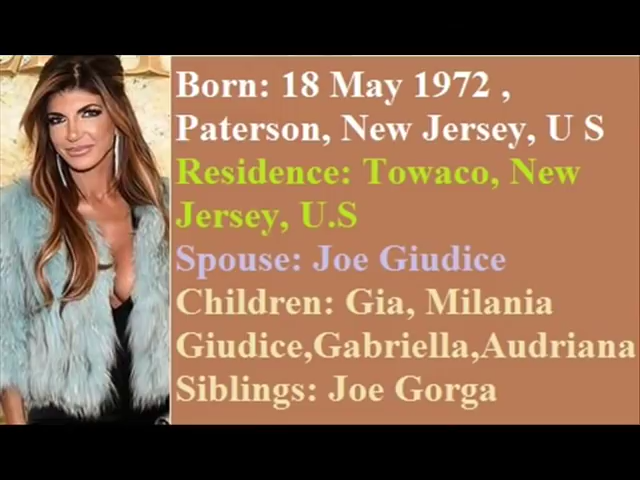 Born: 18 May 1972 ,
Paterson, New Jersey, U S
Residence: Towaco, New
Jersey, U.S
Spouse: Joe Giudice
Children: Gia, Milania
Giudice,Gabriella,Audriana
Siblings: Joe Gorga